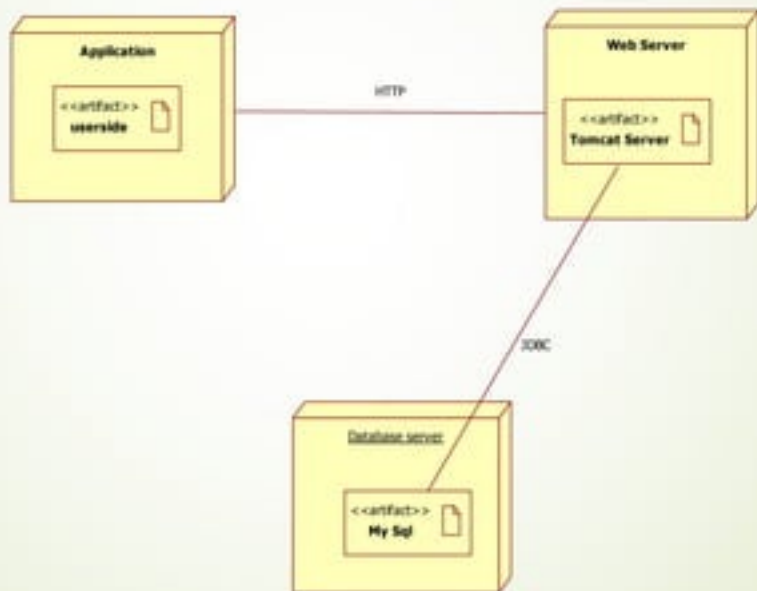 Application
<<artifact>>
userside
HTTP
Web Server
<<artifact>>
Tomcat Server
JDBC
Database server
<<artifact>>
My Sql